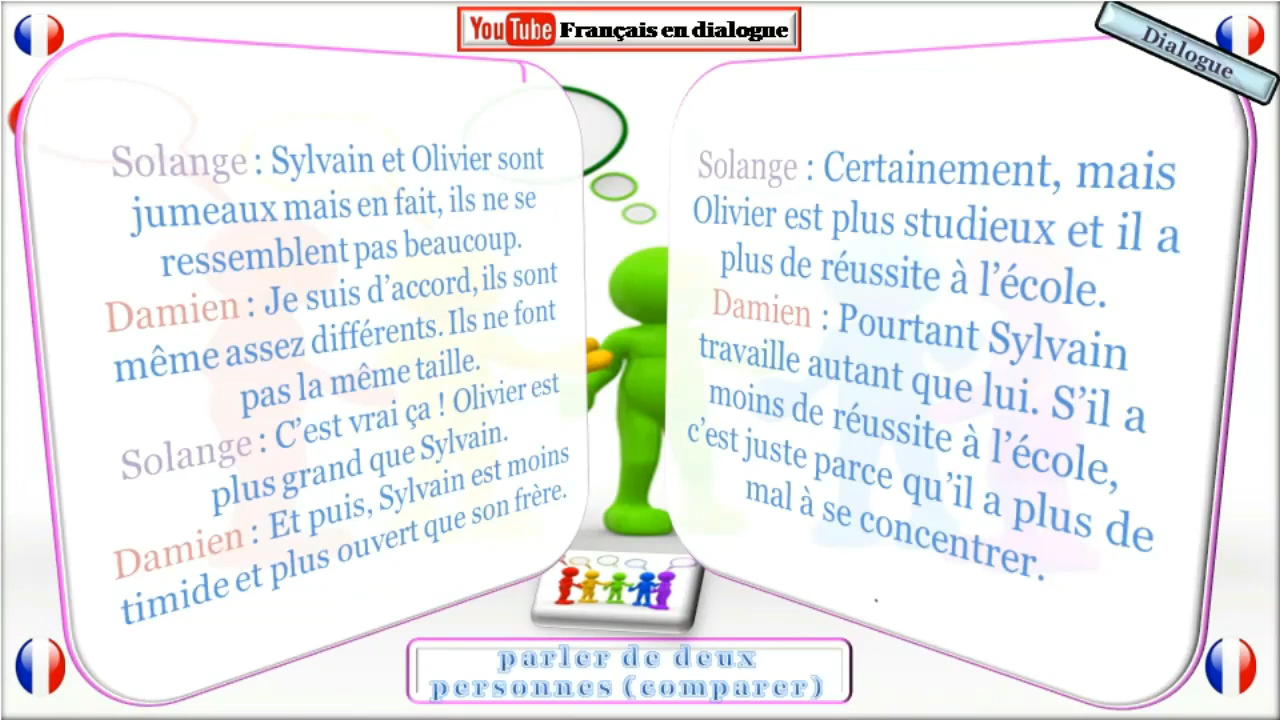 YouTube Français en dialogue
Dialogue
Solange : Sylvain et Olivier sont
jumeaux mais en fait, ils ne se
ressemblent pas beaucoup.
Damien : Je suis d'accord, ils sont
même assez différents. Ils ne font
pas la même taille.
Solange : C'est vrai ça ! Olivier est
plus grand que Sylvain.
Damien : Et puis, Sylvain est moins
timide et plus ouvert que son frère.
Solange : Certainement, mais
Olivier est plus studieux et il a
plus de réussite à l'école.
Damien : Pourtant Sylvain
travaille autant que lui. S'il a
moins de réussite à l'école,
c'est juste parce qu'il a plus de
mal à se concentrer.
parler de deux
personnes (comparer)